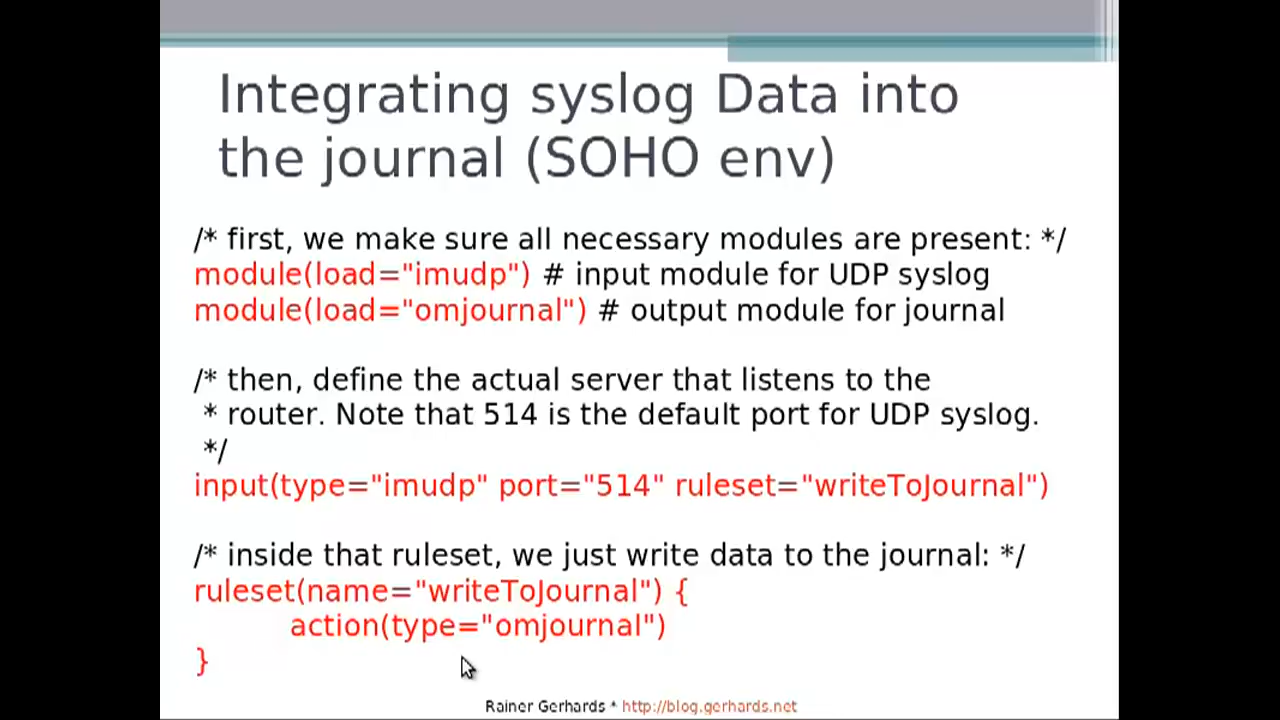 Integrating syslog Data into
the journal (SOHO env)
/* first, we make sure all necessary modules are present: */
module(load="imudp") # input module for UDP syslog
module(load="omjournal") # output module for journal
/* then, define the actual server that listens to the
* router. Note that 514 is the default port for UDP syslog.
*/
input(type="imudp" port="514" ruleset="writeToJournal")
/* inside that ruleset, we just write data to the journal: */
ruleset(name="writeToJournal") {
action(type="omjournal")
}
Rainer Gerhards * http://blog.gerhards.net